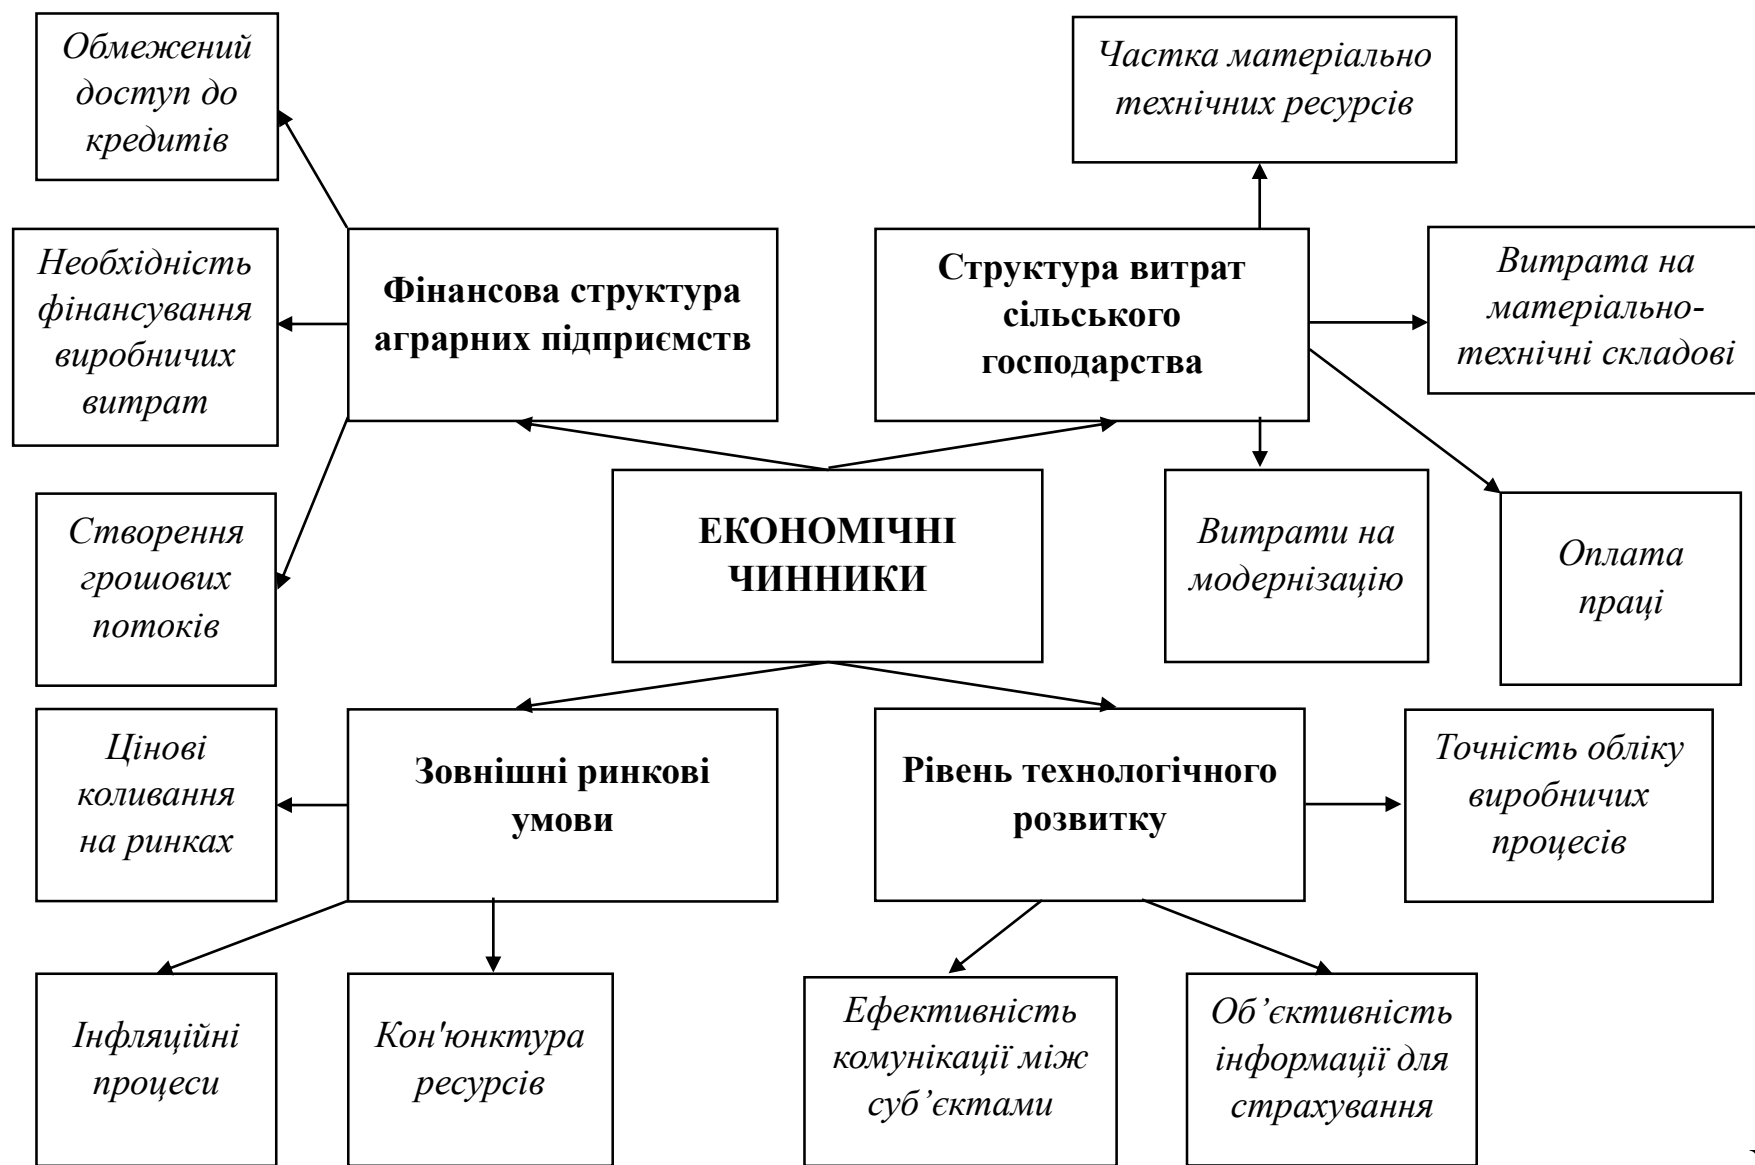 Обмежений
доступ до
кредитів
Частка матеріально
технічних ресурсів
Необхідність
фінансування
виробничих
витрат
Фінансова структура
аграрних підприємств
Структура витрат
сільського
господарства
Витрата на
матеріально-
технічні складові
Створення
грошових
потоків
ЕКОНОМІЧНІ
ЧИННИКИ
Витрати на
модернізацію
Оплата
праці
Цінові
коливання
на ринках
Зовнішні ринкові
умови
Рівень технологічного
розвитку
Точність обліку
виробничих
процесів
Інфляційні
процеси
Кон'юнктура
ресурсів
Ефективність
комунікації між
суб’єктами
Об’єктивність
інформації для
страхування